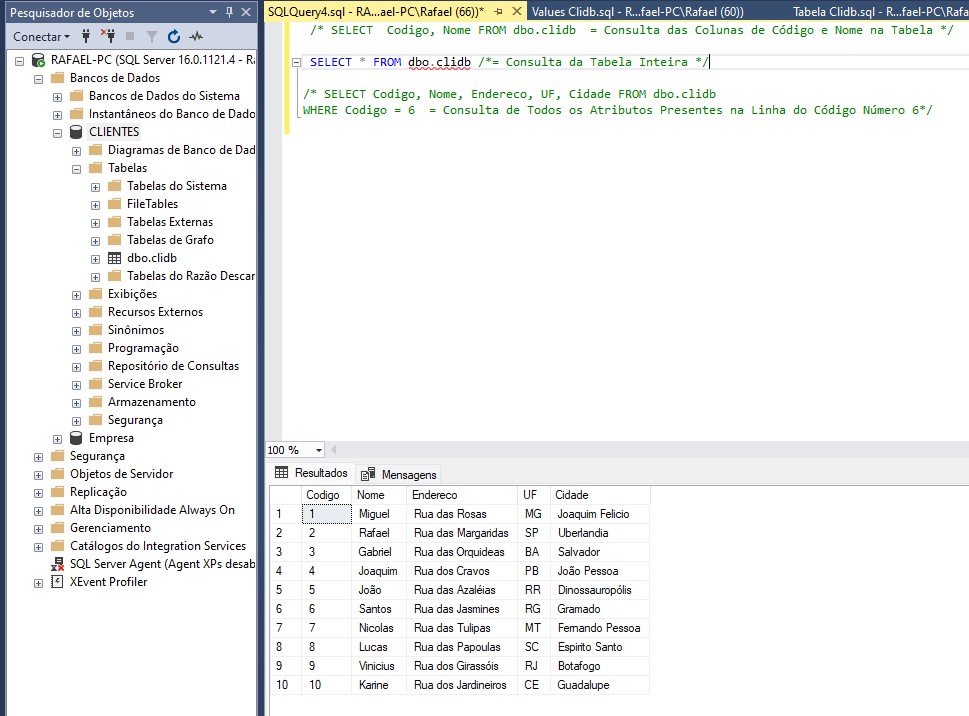 Pesquisador de Objetos
Conectar
RAFAEL-PC (SQL Server 16.0.1121.4 - RA
Bancos de Dados
Bancos de Dados do Sistema
Instantâneos do Banco de Dado
CLIENTES
Diagramas de Banco de Dad
Tabelas
Tabelas do Sistema
FileTables
Tabelas Externas
Tabelas de Grafo
dbo.clidb
Tabelas do Razão Descar
Exibições
Recursos Externos
Sinônimos
Programação
Repositório de Consultas
Service Broker
Armazenamento
Segurança
Empresa
Segurança
Objetos de Servidor
Replicação
Alta Disponibilidade Always On
Gerenciamento
Catálogos do Integration Services
SQL Server Agent (Agent XPs desab
XEvent Profiler
SQLQuery4.sql - RA...ael-PC\Rafael (66))*
Values Clidb.sql - R...fael-PC\Rafael (60))
Tabela Clidb.sql - R...fael-PC\Rafa
/* SELECT Codigo, Nome FROM dbo.clidb = Consulta das Colunas de Código e Nome na Tabela */
SELECT * FROM dbo.clidb /*= Consulta da Tabela Inteira */
/* SELECT Codigo, Nome, Endereco, UF, Cidade FROM dbo.clidb
WHERE Codigo = 6 = Consulta de Todos os Atributos Presentes na Linha do Código Número 6*/
100 %
Resultados Mensagens
Codigo Nome Endereco UF Cidade
1 1 Miguel Rua das Rosas MG Joaquim Felicio
2 2 Rafael Rua das Margaridas SP Uberlandia
3 3 Gabriel Rua das Orquideas BA Salvador
4 4 Joaquim Rua dos Cravos PB João Pessoa
5 5 João Rua das Azaléias RR Dinossauropólis
6 6 Santos Rua das Jasmines RG Gramado
7 7 Nicolas Rua das Tulipas MT Fernando Pessoa
8 8 Lucas Rua das Papoulas SC Espirito Santo
9 9 Vinicius Rua dos Girassóis RJ Botafogo
10 10 Karine Rua dos Jardineiros CE Guadalupe